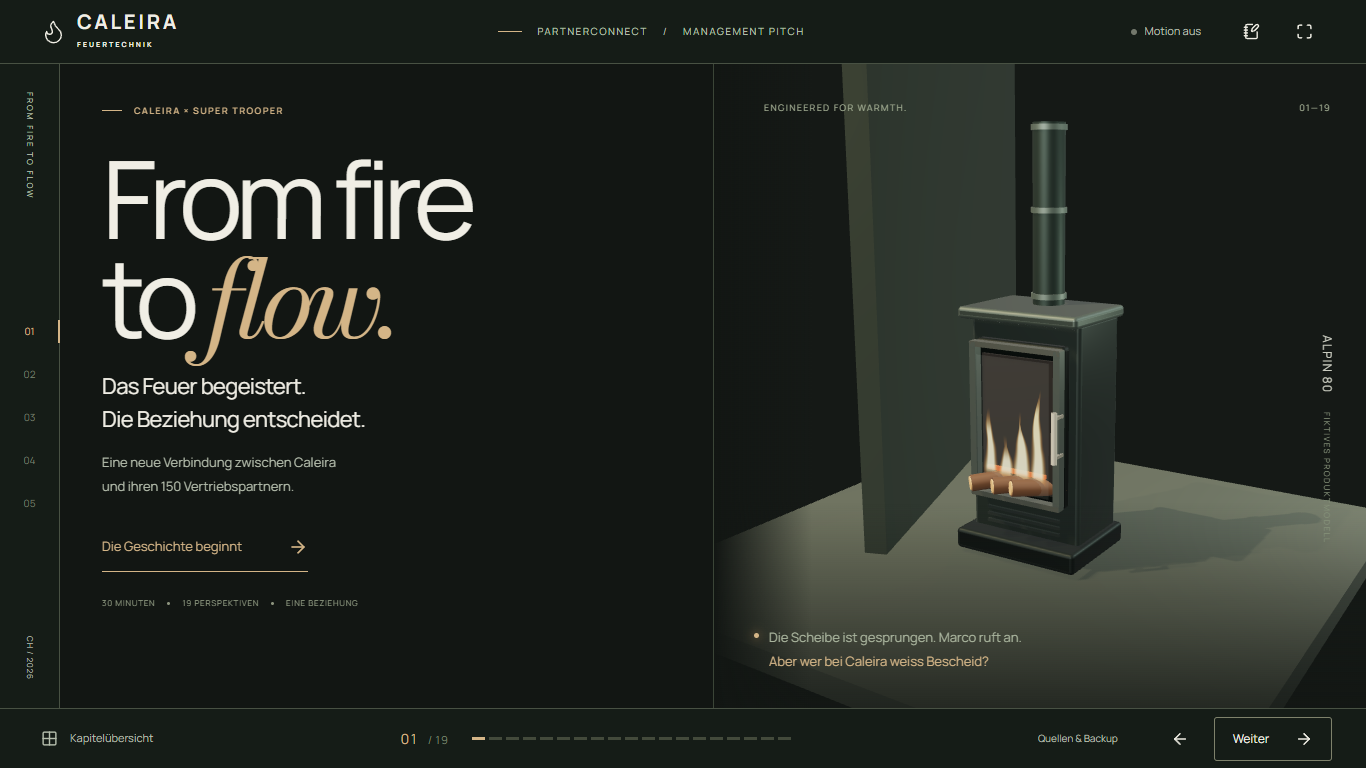 CALEIRA
FEUERTECHNIK
PARTNERCONNECT / MANAGEMENT PITCH
Motion aus
FROM FIRE TO FLOW
01
02
03
04
05
CH / 2026
CALEIRA × SUPER TROOPER
From fire
to flow.
Das Feuer begeistert.
Die Beziehung entscheidet.
Eine neue Verbindung zwischen Caleira
und ihren 150 Vertriebspartnern.
Die Geschichte beginnt
30 MINUTEN • 19 PERSPEKTIVEN • EINE BEZIEHUNG
ENGINEERED FOR WARMTH.
01—19
ALPIN 80
FIKTIVES PRODUKTMODELL
Die Scheibe ist gesprungen. Marco ruft an.
Aber wer bei Caleira weiss Bescheid?
Kapitelübersicht
01 / 19
Quellen & Backup
Weiter